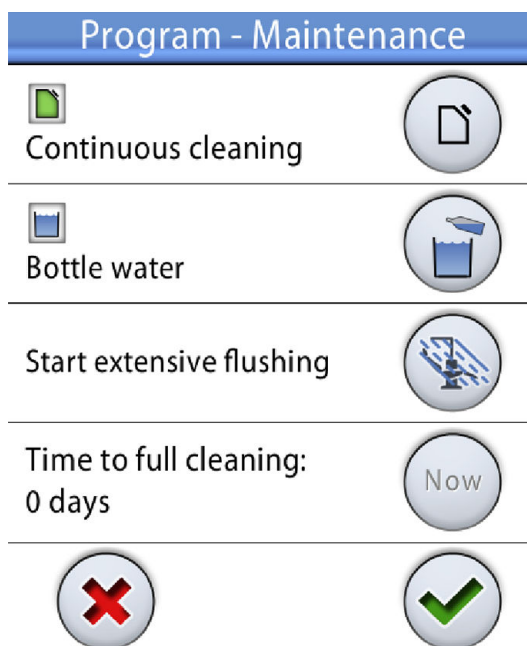 Program - Maintenance
Continuous cleaning
Bottle water
Start extensive flushing
Time to full cleaning:
0 days
Now